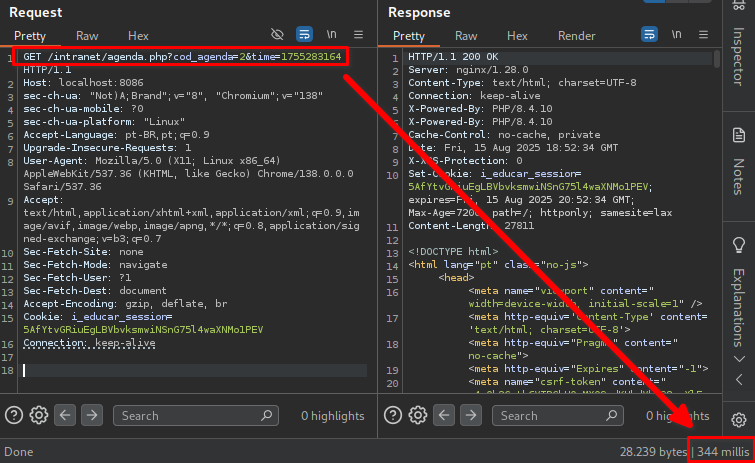 Request
Pretty
Raw
Hex
\n
1 GET /intranet/agenda.php?cod_agenda=2&time=1755283164
HTTP/1.1
2 Host: localhost:8086
3 sec-ch-ua: "Not)A;Brand";v="8", "Chromium";v="138"
4 sec-ch-ua-mobile: ?0
5 sec-ch-ua-platform: "Linux"
6 Accept-Language: pt-BR,pt;q=0.9
7 Upgrade-Insecure-Requests: 1
8 User-Agent: Mozilla/5.0 (X11; Linux x86_64)
AppleWebKit/537.36 (KHTML, like Gecko) Chrome/138.0.0.0
Safari/537.36
9 Accept:
text/html,application/xhtml+xml,application/xml;q=0.9,im
age/avif,image/webp,image/apng,*/*;q=0.8,application/sig
ned-exchange;v=b3;q=0.7
10 Sec-Fetch-Site: none
11 Sec-Fetch-Mode: navigate
12 Sec-Fetch-User: ?1
13 Sec-Fetch-Dest: document
14 Accept-Encoding: gzip, deflate, br
15 Cookie: i_educar_session=
5AfYtvGRiuEgLBVbvksmwiNSnG75l4waXNMo1PEV
16 Connection: keep-alive
17
18
Search
0 highlights
Response
Pretty
Raw
Hex
Render
\n
1 HTTP/1.1 200 OK
2 Server: nginx/1.28.0
3 Content-Type: text/html; charset=UTF-8
4 Connection: keep-alive
5 X-Powered-By: PHP/8.4.10
6 X-Powered-By: PHP/8.4.10
7 Cache-Control: no-cache, private
8 Date: Fri, 15 Aug 2025 18:52:34 GMT
9 X-XSS-Protection: 0
10 Set-Cookie: i_educar_session=
5AfYtvGRiuEgLBVbvksmwiNSnG75l4waXNMo1PEV;
expires=Fri, 15 Aug 2025 20:52:34 GMT;
Max-Age=7200; path=/; httponly; samesite=lax
11 Content-Length: 27811
12
13 <!DOCTYPE html>
14 <html lang="pt" class="no-js">
15 <head>
16 <meta name="viewport" content="
width=device-width, initial-scale=1" />
17 <meta http-equiv='Content-Type' content=
'text/html; charset=UTF-8'>
18 <meta http-equiv="Pragma" content="
no-cache">
19 <meta http-equiv="Expires" content="-1">
20 <meta name="csrf-token" content="
Search
0 highlights
Inspector
Notes
Explanations
Done
28.239 bytes | 344 millis